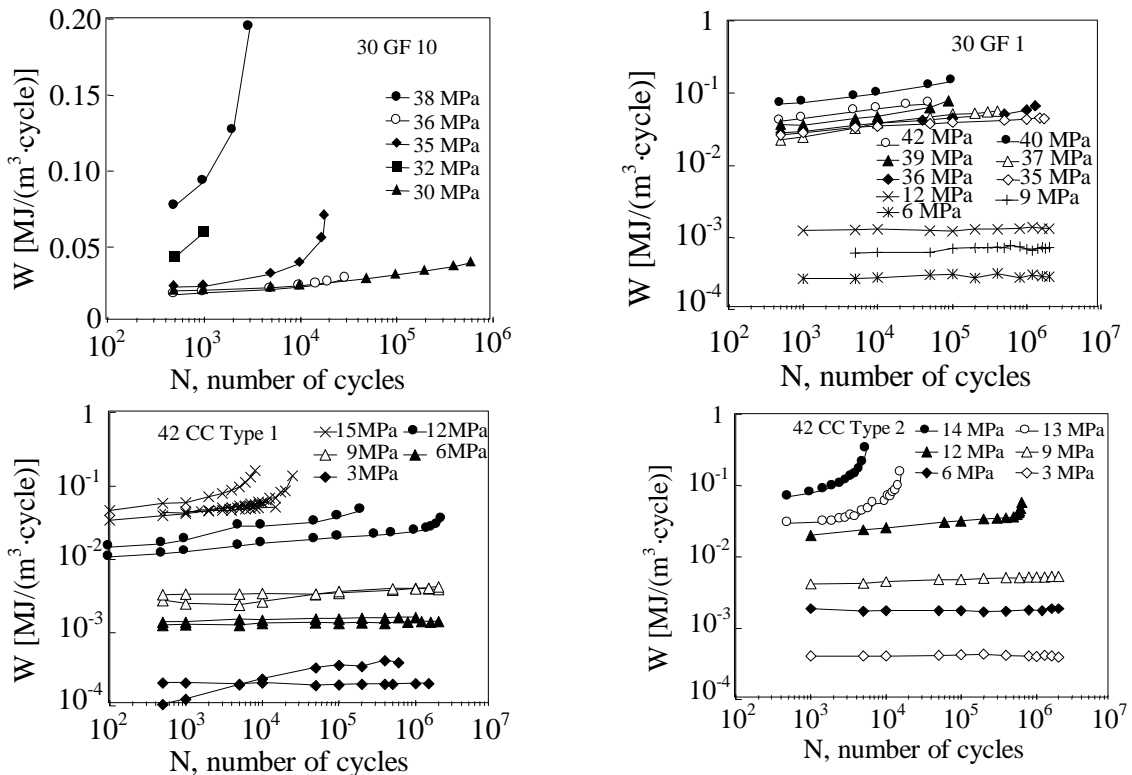 0.20
0.15
0.10
0.05
0
W [MJ/(m³·cycle)]
30 GF 10
38 MPa
36 MPa
35 MPa
32 MPa
30 MPa
10² 10³ 10⁴ 10⁵ 10⁶
N, number of cycles
1
10⁻¹
10⁻²
10⁻³
10⁻⁴
W [MJ/(m³·cycle)]
30 GF 1
42 MPa 40 MPa
39 MPa 37 MPa
36 MPa 35 MPa
12 MPa 9 MPa
6 MPa
10² 10³ 10⁴ 10⁵ 10⁶ 10⁷
N, number of cycles
1
10⁻¹
10⁻²
10⁻³
10⁻⁴
W [MJ/(m³·cycle)]
42 CC Type 1
15MPa 12MPa
9MPa 6MPa
3MPa
10² 10³ 10⁴ 10⁵ 10⁶ 10⁷
N, number of cycles
1
10⁻¹
10⁻²
10⁻³
10⁻⁴
W [MJ/(m³·cycle)]
42 CC Type 2
14 MPa 13 MPa
12 MPa 9 MPa
6 MPa 3 MPa
10² 10³ 10⁴ 10⁵ 10⁶ 10⁷
N, number of cycles